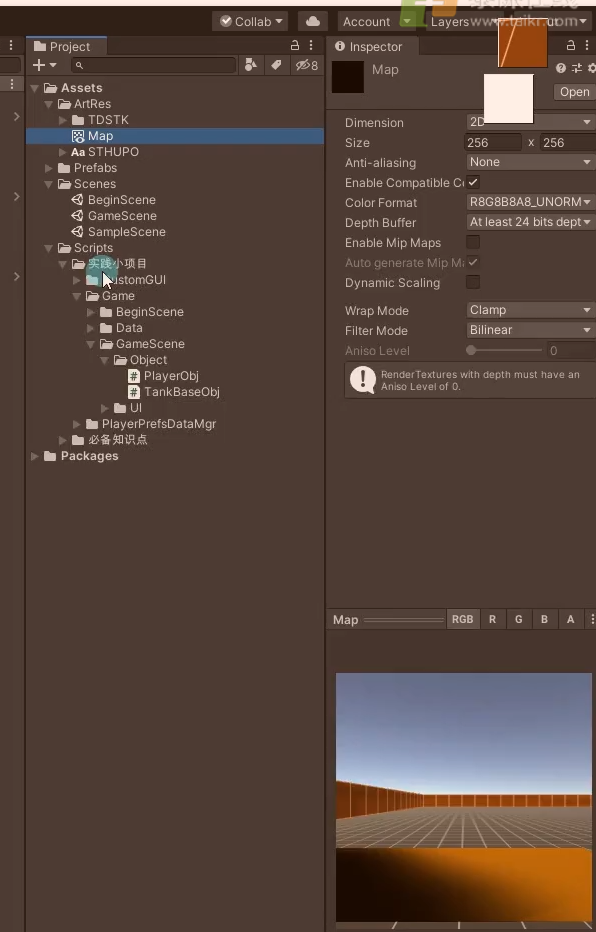 Collab
Account
Layers
www.taikr.com
ut
Project
8
Assets
ArtRes
TDSTK
Map
Aa STHUPO
Prefabs
Scenes
BeginScene
GameScene
SampleScene
Scripts
实践小项目
ustomGUI
Game
BeginScene
Data
GameScene
Object
# PlayerObj
# TankBaseObj
UI
PlayerPrefsDataMgr
必备知识点
Packages
Inspector
Map
Open
Dimension 2D
Size 256 x 256
Anti-aliasing None
Enable Compatible Co
Color Format R8G8B8A8_UNORM
Depth Buffer At least 24 bits dept
Enable Mip Maps
Auto generate Mip Ma
Dynamic Scaling
Wrap Mode Clamp
Filter Mode Bilinear
Aniso Level 0
RenderTextures with depth must have an
Aniso Level of 0.
Map RGB R G B A